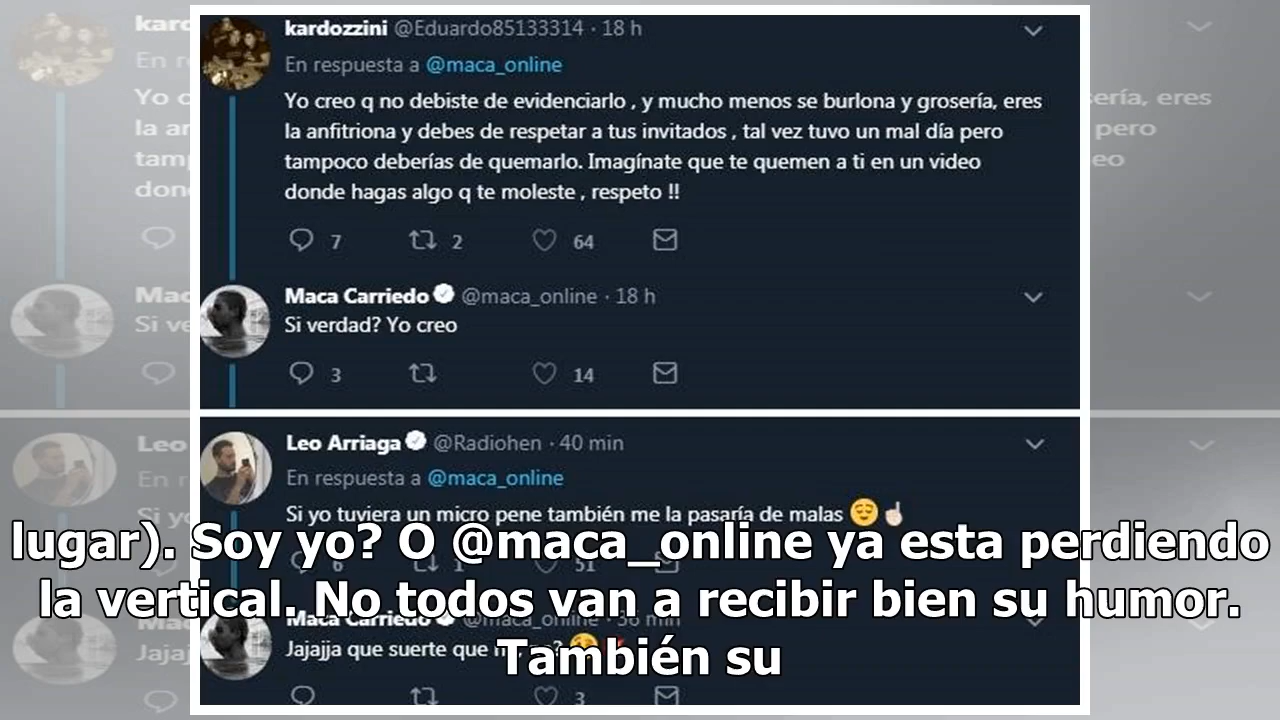 kardozzini @Eduardo85133314 · 18 h
En respuesta a @maca_online
Yo creo q no debiste de evidenciarlo , y mucho menos se burlona y grosería, eres
la anfitriona y debes de respetar a tus invitados , tal vez tuvo un mal día pero
tampoco deberías de quemarlo. Imagínate que te quemen a ti en un video
donde hagas algo q te moleste , respeto !!
7 2 64
Maca Carriedo @maca_online · 18 h
Si verdad? Yo creo
3 14
Leo Arriaga @Radiohen · 40 min
En respuesta a @maca_online
Si yo tuviera un micro pene también me la pasaría de malas 😌☝🏻
6 1 51
lugar). Soy yo? O @maca_online ya esta perdiendo
la vertical. No todos van a recibir bien su humor.
También su
Maca Carriedo @maca_online · 36 min
Jajajja que suerte que
3